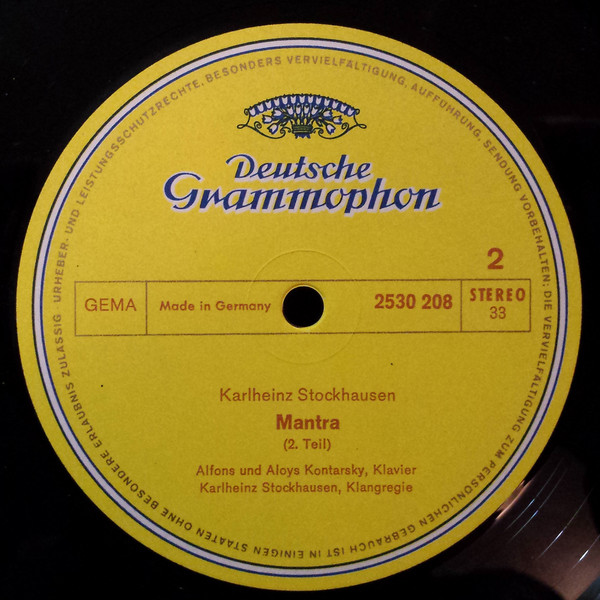 URHEBER- UND LEISTUNGSSCHUTZRECHTE, BESONDERS VERVIELFÄLTIGUNG, AUFFÜHRUNG, SENDUNG VORBEHALTEN; DIE VERVIELFÄLTIGUNG ZUM PERSÖNLICHEN GEBRAUCH IST IN EINIGEN STAATEN OHNE BESONDERE ERLAUBNIS ZULÄSSIG
Deutsche
Grammophon
2
GEMA Made in Germany 2530 208 STEREO
33
Karlheinz Stockhausen
Mantra
(2. Teil)
Alfons und Aloys Kontarsky, Klavier
Karlheinz Stockhausen, Klangregie